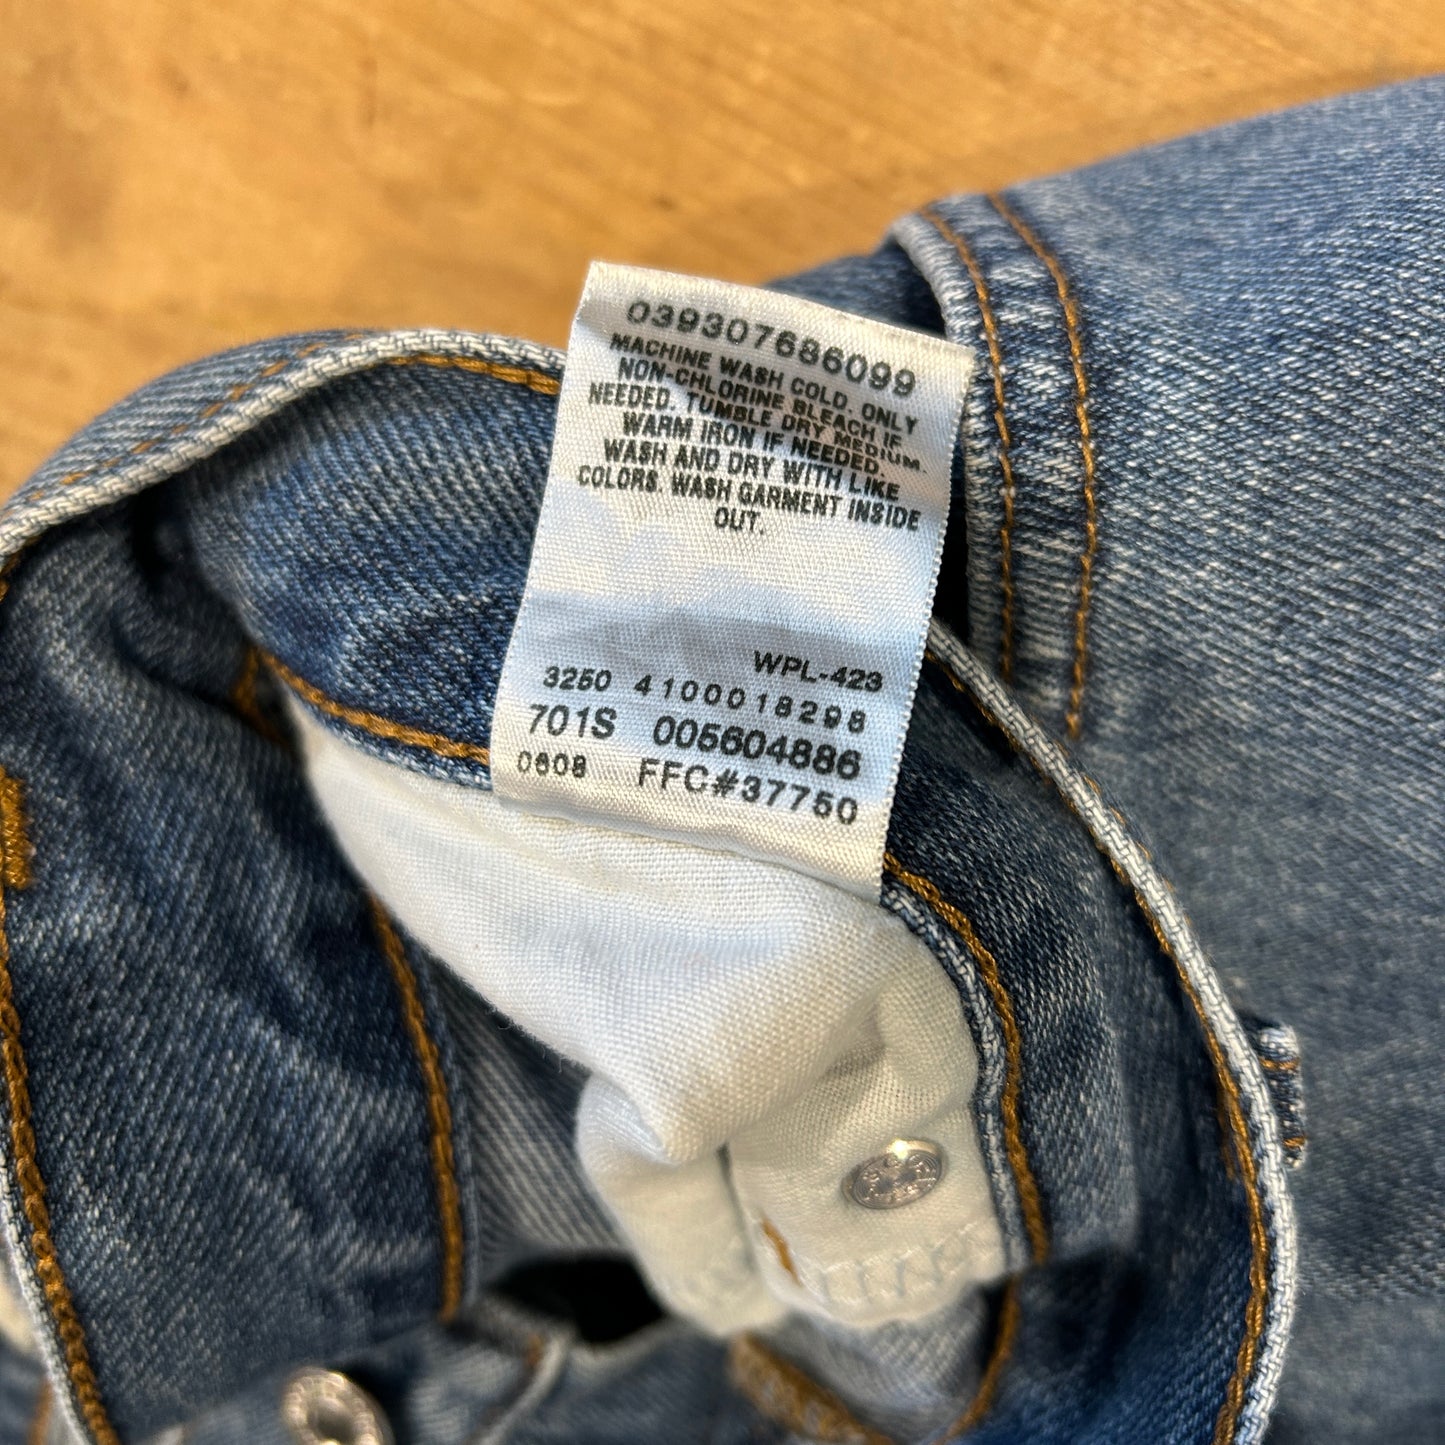 039307686099
MACHINE WASH COLD. ONLY
NON-CHLORINE BLEACH IF
NEEDED. TUMBLE DRY MEDIUM.
WARM IRON IF NEEDED.
WASH AND DRY WITH LIKE
COLORS. WASH GARMENT INSIDE
OUT.
WPL-423
3250 4100018298
701S 005604886
0608 FFC#37750